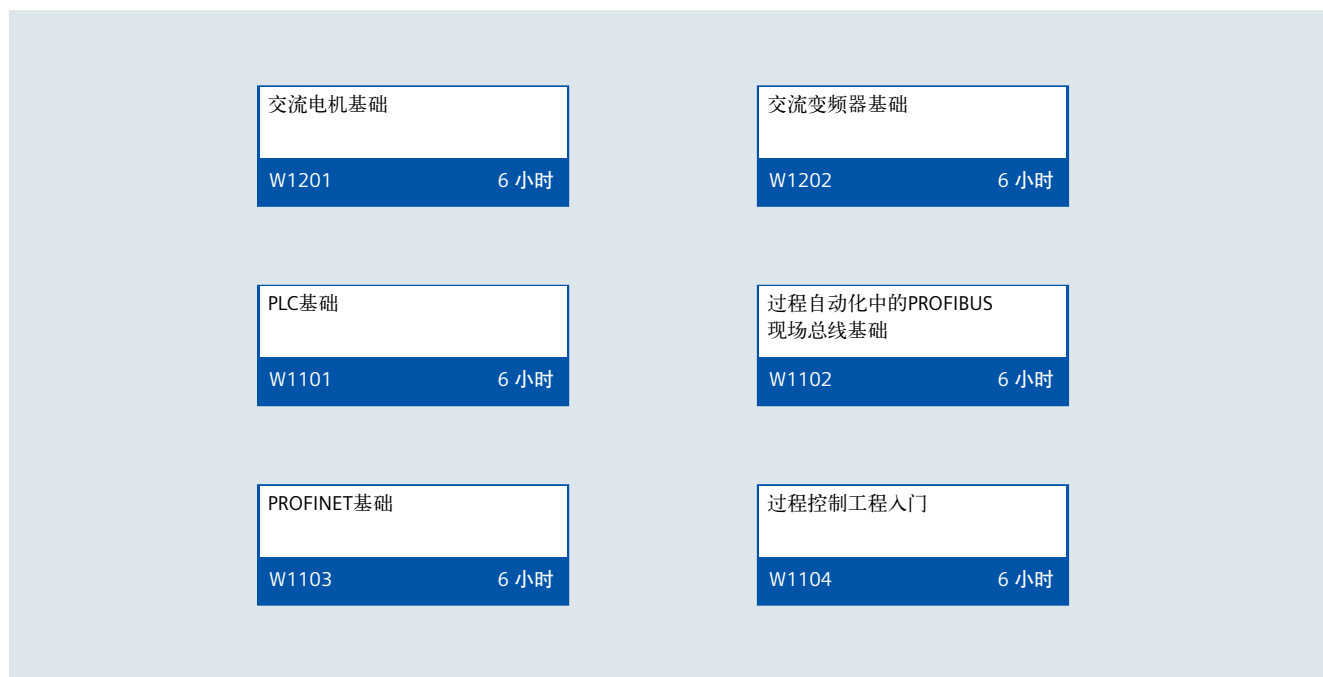 交流电机基础
W1201 6 小时
交流变频器基础
W1202 6 小时
PLC基础
W1101 6 小时
过程自动化中的PROFIBUS
现场总线基础
W1102 6 小时
PROFINET基础
W1103 6 小时
过程控制工程入门
W1104 6 小时